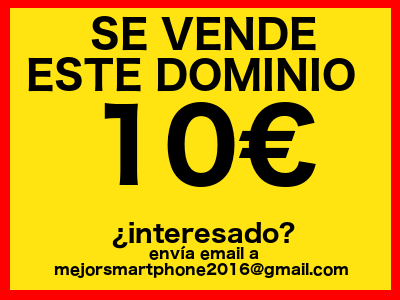 SE VENDE
ESTE DOMINIO
10€
¿interesado?
envía email a
mejorsmartphone2016@gmail.com